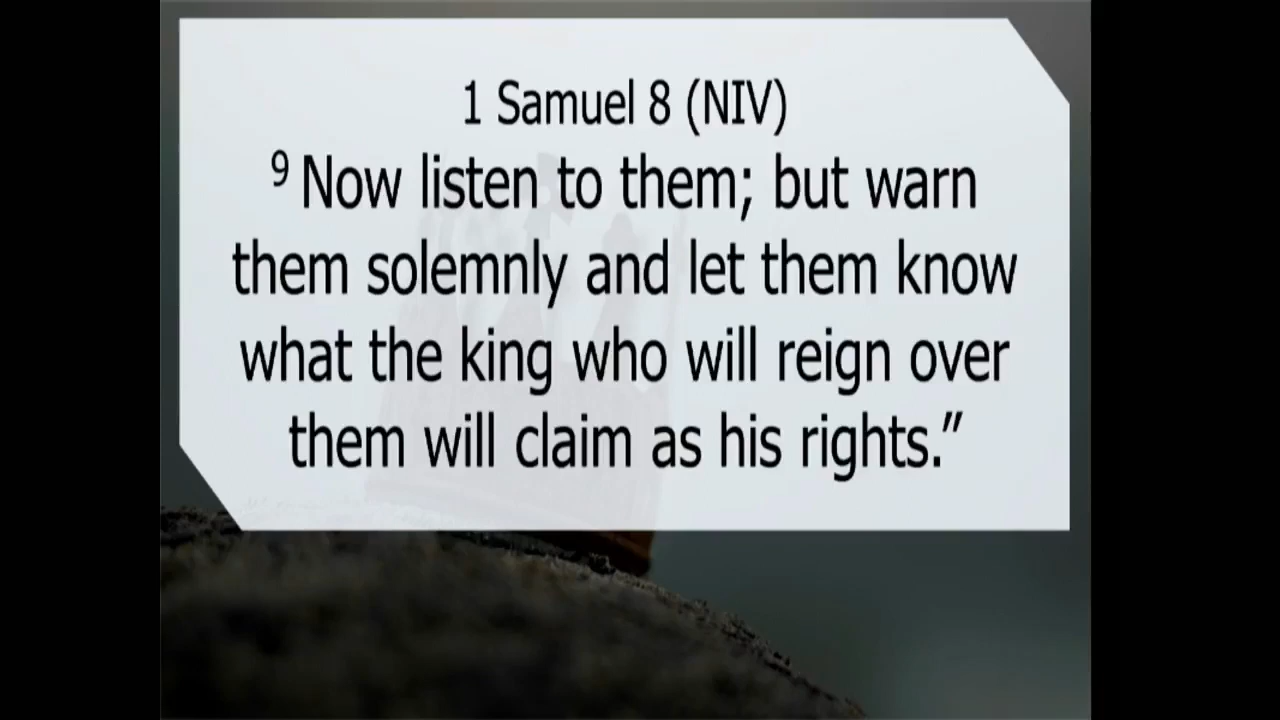 1 Samuel 8 (NIV)
9 Now listen to them; but warn
them solemnly and let them know
what the king who will reign over
them will claim as his rights.”